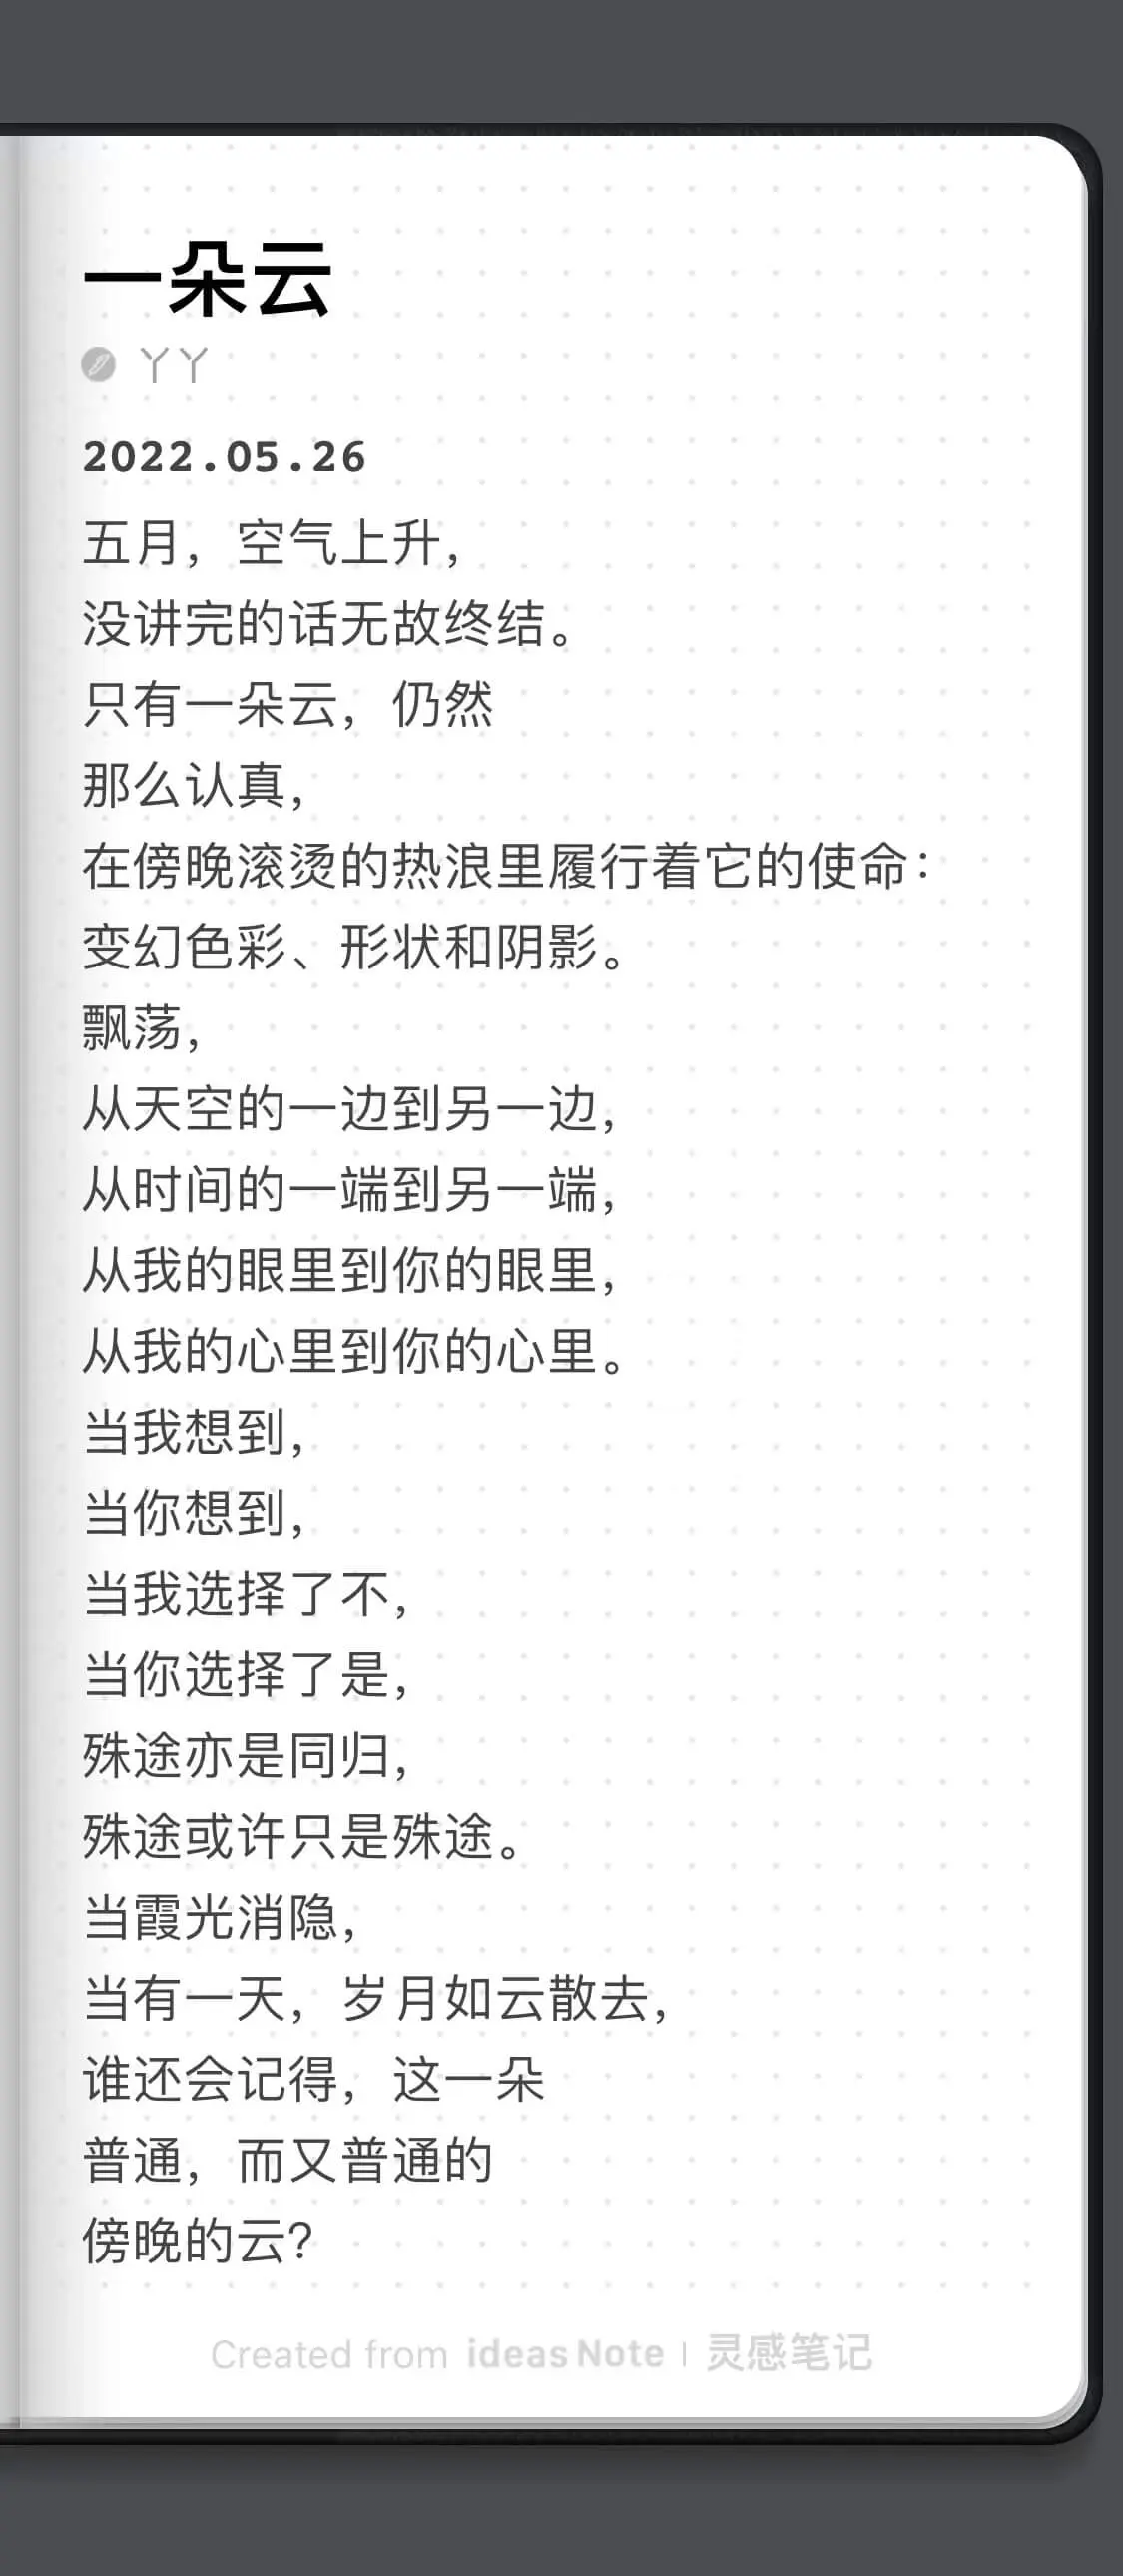 一朵云
丫丫
2022.05.26
五月，空气上升，
没讲完的话无故终结。
只有一朵云，仍然
那么认真，
在傍晚滚烫的热浪里履行着它的使命：
变幻色彩、形状和阴影。
飘荡，
从天空的一边到另一边，
从时间的一端到另一端，
从我的眼里到你的眼里，
从我的心里到你的心里。
当我想到，
当你想到，
当我选择了不，
当你选择了是，
殊途亦是同归，
殊途或许只是殊途。
当霞光消隐，
当有一天，岁月如云散去，
谁还会记得，这一朵
普通，而又普通的
傍晚的云？
Created from ideasNote | 灵感笔记